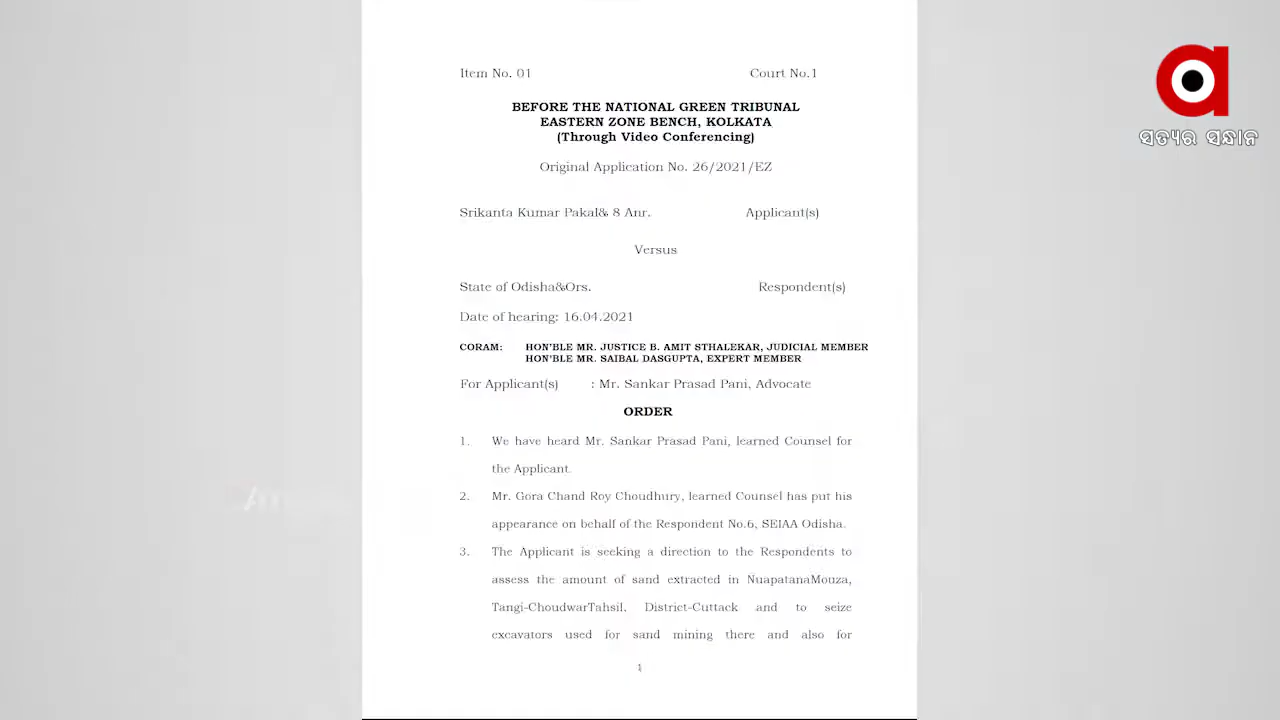 Item No. 01 Court No.1
ସତ୍ୟର ସନ୍ଧାନ
BEFORE THE NATIONAL GREEN TRIBUNAL
EASTERN ZONE BENCH, KOLKATA
(Through Video Conferencing)
Original Application No. 26/2021/EZ
Srikanta Kumar Pakal& 8 Anr. Applicant(s)
Versus
State of Odisha&Ors. Respondent(s)
Date of hearing: 16.04.2021
CORAM: HON'BLE MR. JUSTICE B. AMIT STHALEKAR, JUDICIAL MEMBER
HON'BLE MR. SAIBAL DASGUPTA, EXPERT MEMBER
For Applicant(s) : Mr. Sankar Prasad Pani, Advocate
ORDER
1. We have heard Mr. Sankar Prasad Pani, learned Counsel for
the Applicant.
2. Mr. Gora Chand Roy Choudhury, learned Counsel has put his
appearance on behalf of the Respondent No.6, SEIAA Odisha.
3. The Applicant is seeking a direction to the Respondents to
assess the amount of sand extracted in NuapatanaMouza,
Tangi-ChoudwarTahsil, District-Cuttack and to seize
excavators used for sand mining there and also for
1